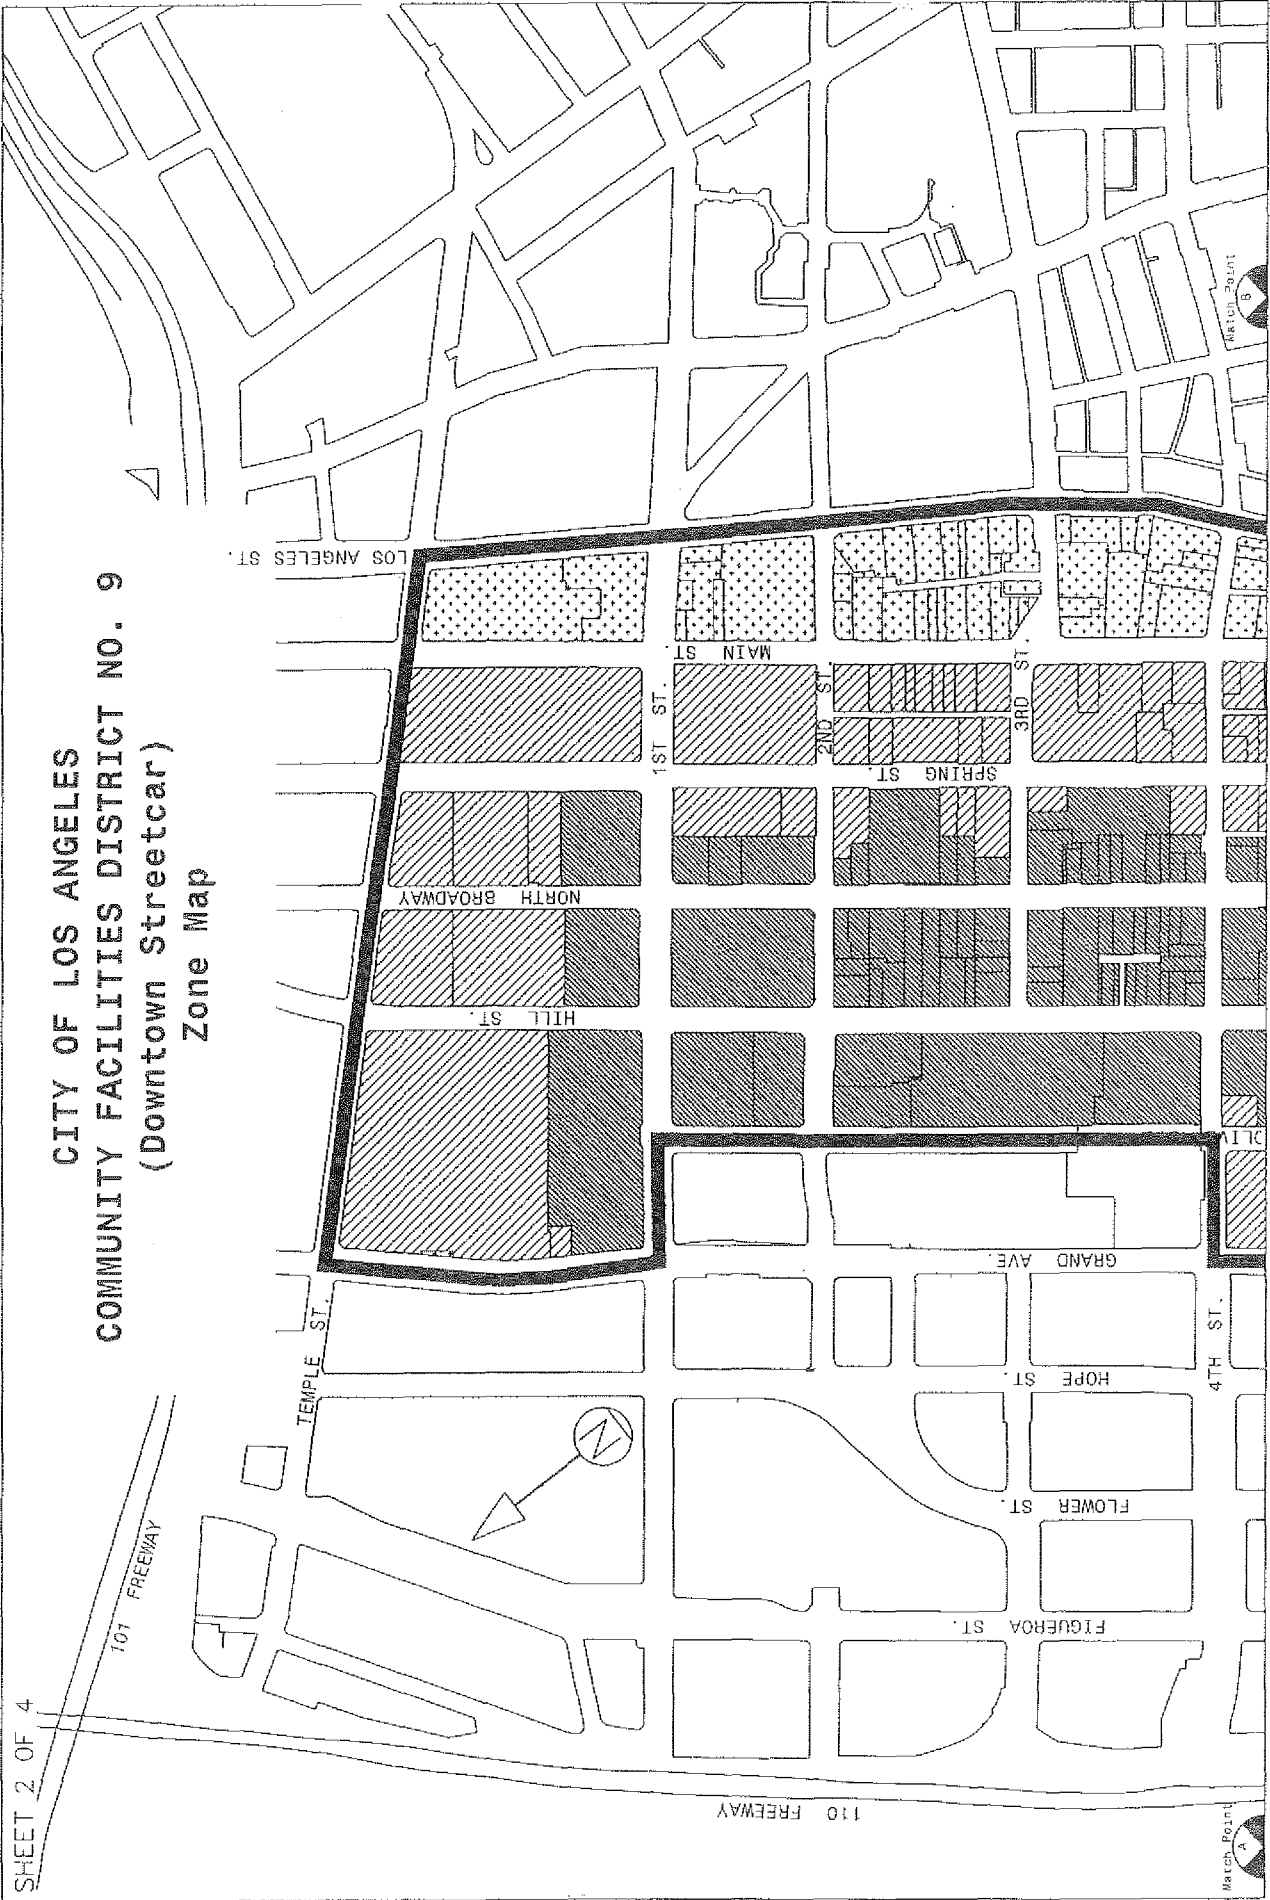 SHEET 2 OF 4
CITY OF LOS ANGELES
COMMUNITY FACILITIES DISTRICT NO. 9
(Downtown Streetcar)
Zone Map
101 FREEWAY
TEMPLE ST.
LOS ANGELES ST.
N
HILL ST.
NORTH BROADWAY
1ST ST.
MAIN ST.
110 FREEWAY
2ND ST.
FIGUEROA ST.
FLOWER ST.
HOPE ST.
GRAND AVE.
SPRING ST.
3RD ST.
4TH ST.
OLIV
Match Point
A
Match Point
B